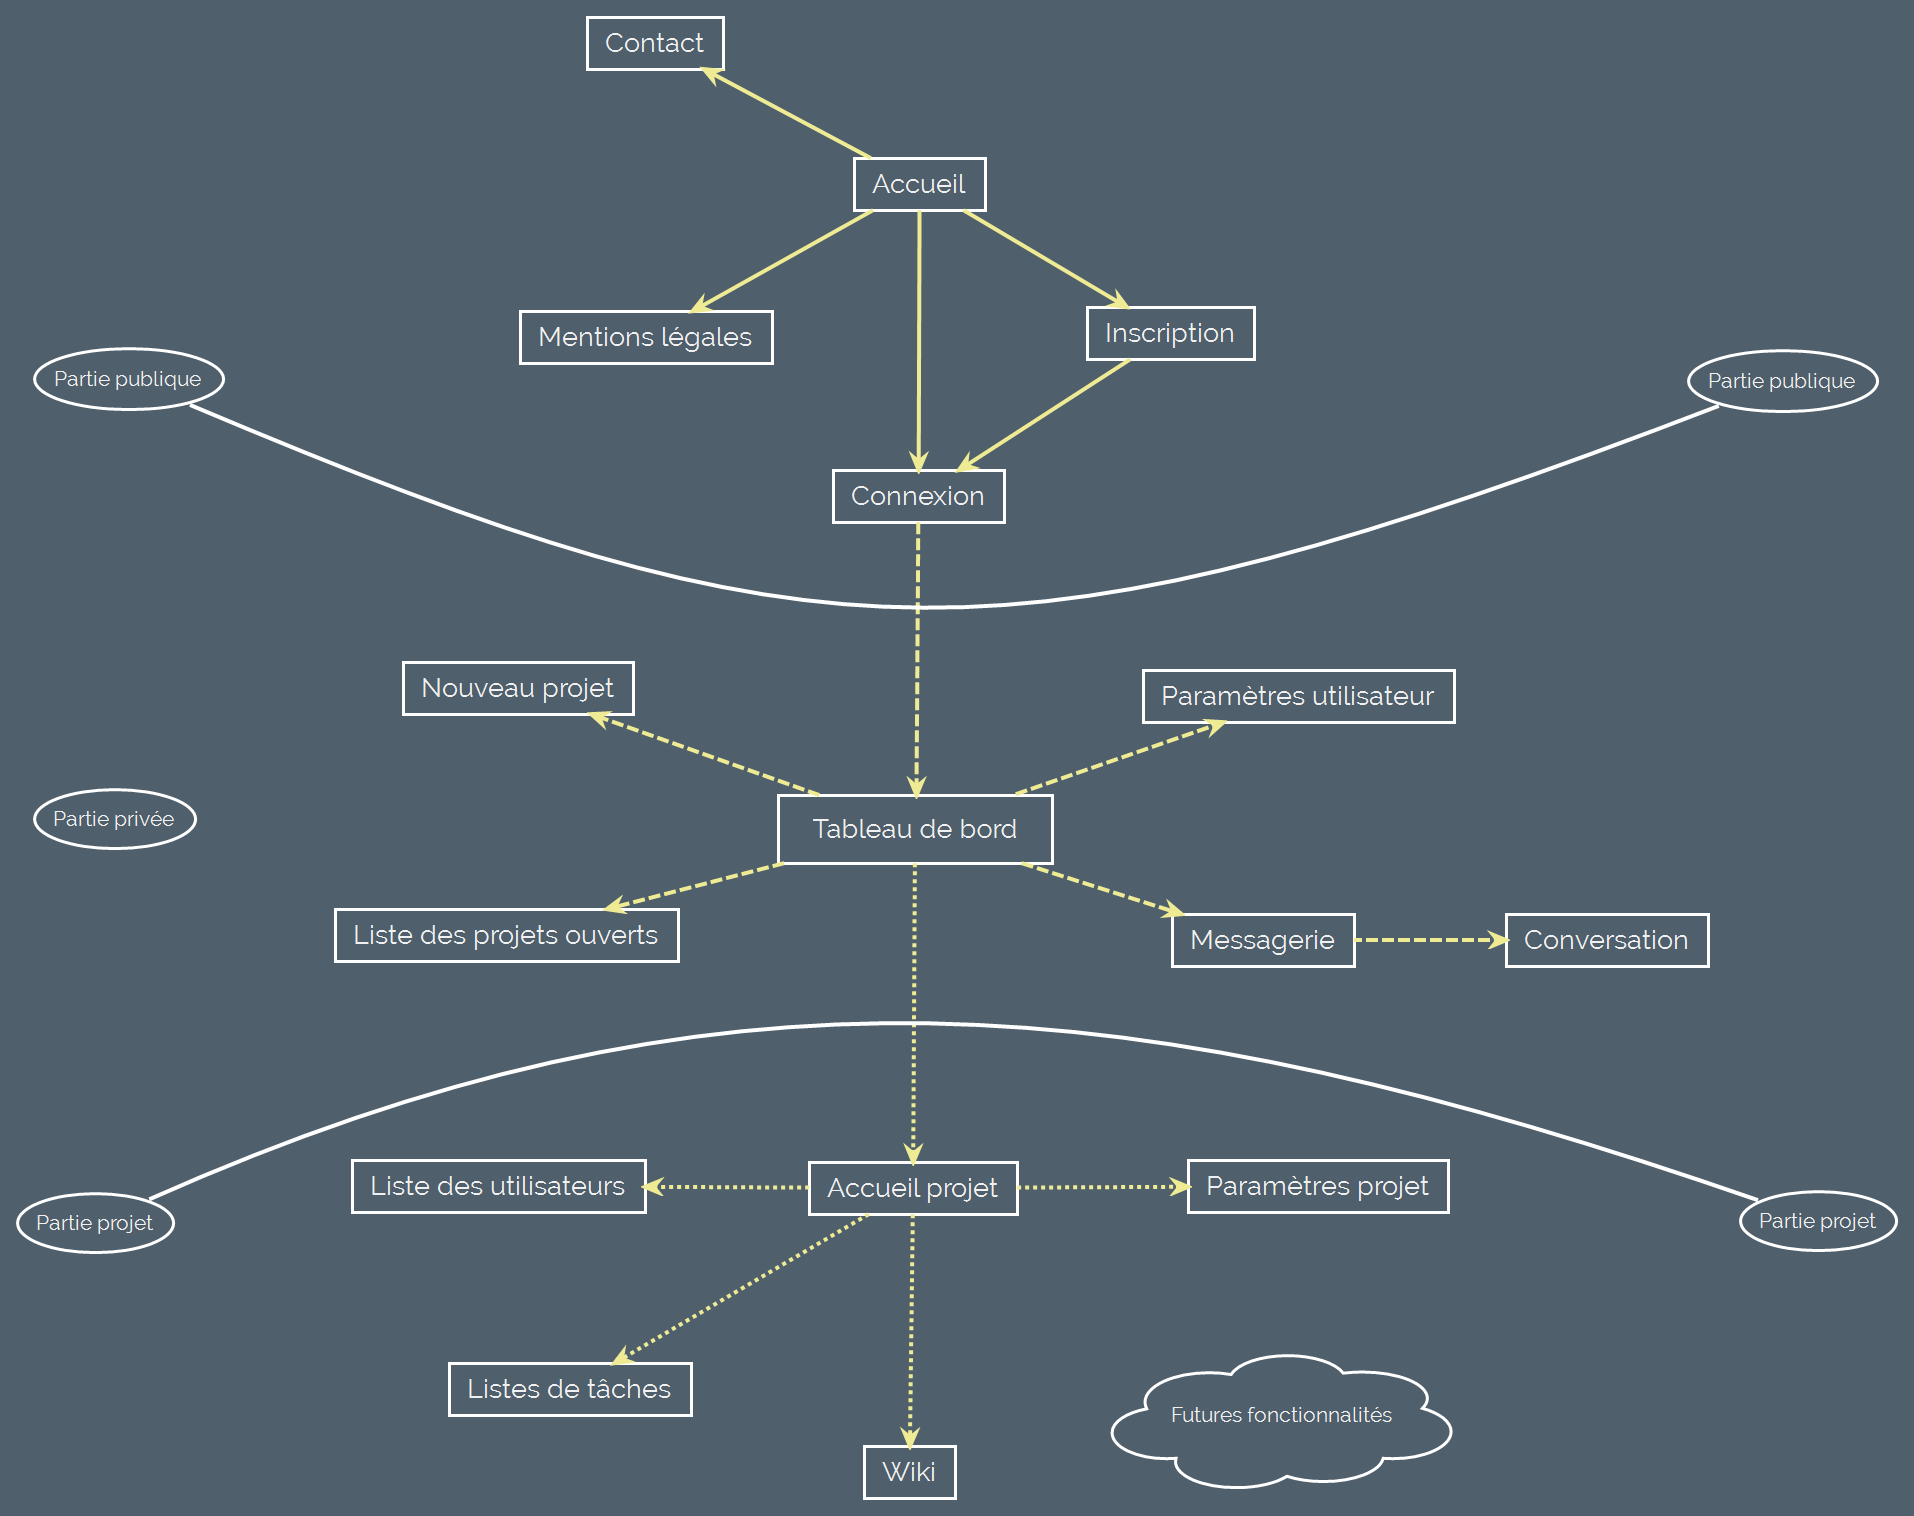 Contact
Accueil
Mentions légales
Inscription
Partie publique
Partie publique
Connexion
Nouveau projet
Paramètres utilisateur
Partie privée
Tableau de bord
Liste des projets ouverts
Messagerie
Conversation
Liste des utilisateurs
Accueil projet
Paramètres projet
Partie projet
Partie projet
Listes de tâches
Futures fonctionnalités
Wiki